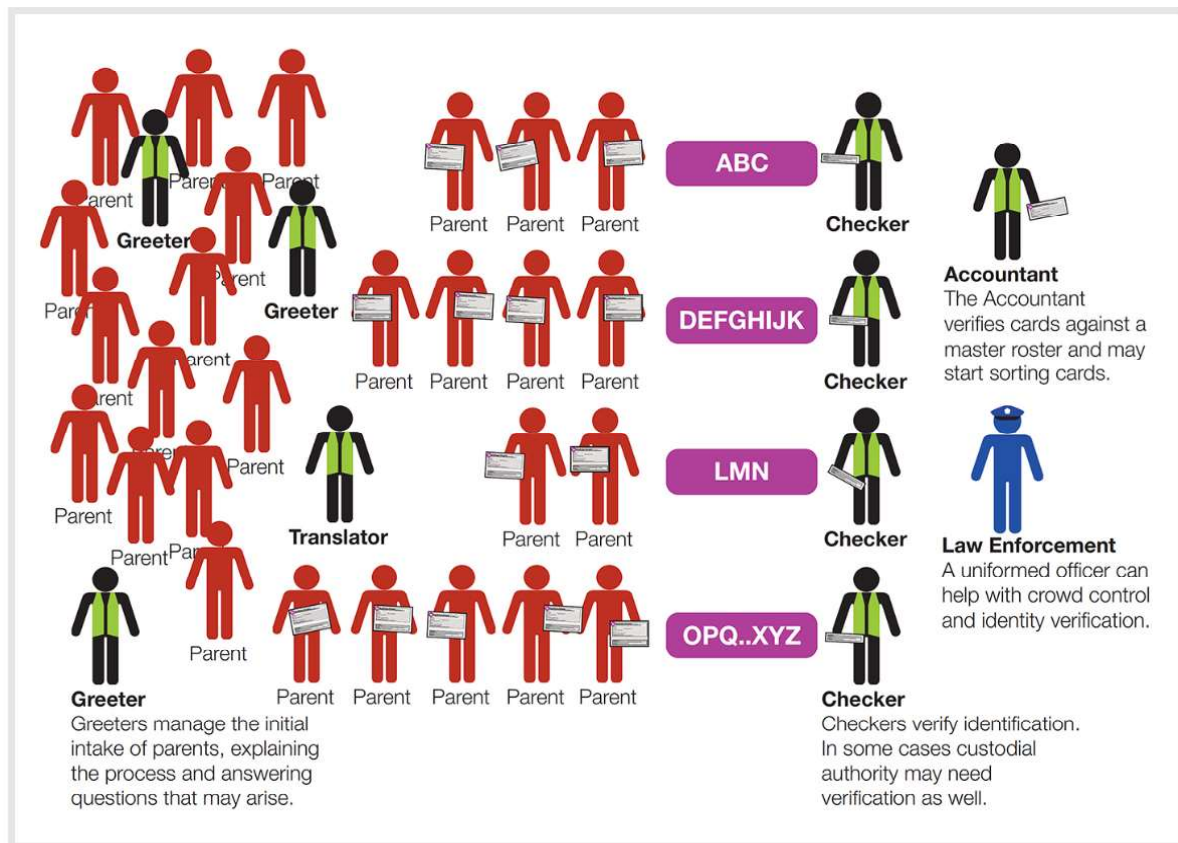 Parent
Parent
Parent
Greeter
Parent
Parent
Greeter
Parent
Parent
Parent
Parent
Parent
Parent
Par
Translator
Parent
Greeter
Greeters manage the initial
intake of parents, explaining
the process and answering
questions that may arise.
Parent Parent Parent
ABC
Checker
Parent Parent Parent Parent
DEFGHIJK
Checker
Parent Parent
LMN
Checker
Parent Parent Parent Parent Parent
OPQ..XYZ
Checker
Checkers verify identification.
In some cases custodial
authority may need
verification as well.
Accountant
The Accountant
verifies cards against a
master roster and may
start sorting cards.
Law Enforcement
A uniformed officer can
help with crowd control
and identity verification.